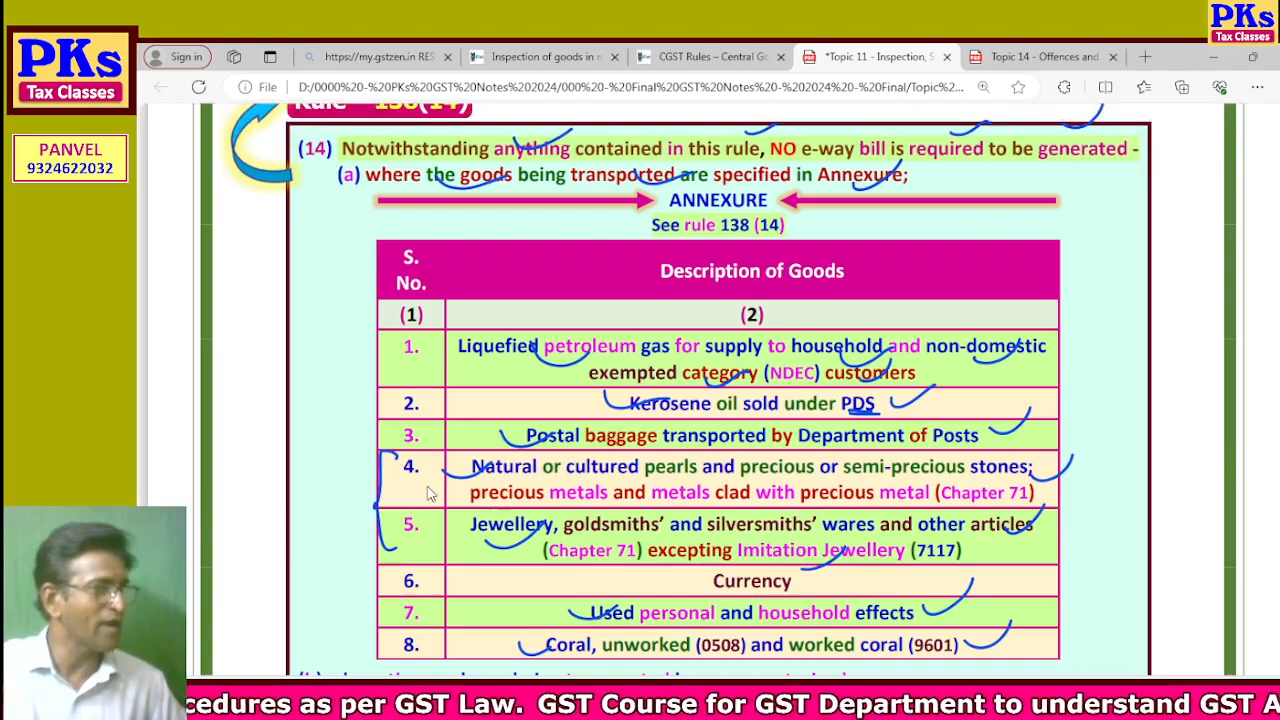 PKs
Tax Classes
PKs
Tax Classes
PANVEL
9324622032
Sign in
https://my.gstzen.in RES
Inspection of goods in n
CGST Rules – Central Go
*Topic 11 - Inspection, S
Topic 14 - Offences and
File
D:/0000%20-%20PKs%20GST%20Notes%202024/000%20-%20Final%20GST%20Notes%202024%20-%20Final/Topic%2...
Rule - 138(14)
(14) Notwithstanding anything contained in this rule, NO e-way bill is required to be generated -
(a) where the goods being transported are specified in Annexure;
ANNEXURE
See rule 138 (14)
S. No. Description of Goods
(1) (2)
1. Liquefied petroleum gas for supply to household and non-domestic
exempted category (NDEC) customers
2. Kerosene oil sold under PDS
3. Postal baggage transported by Department of Posts
4. Natural or cultured pearls and precious or semi-precious stones;
precious metals and metals clad with precious metal (Chapter 71)
5. Jewellery, goldsmiths’ and silversmiths’ wares and other articles
(Chapter 71) excepting Imitation Jewellery (7117)
6. Currency
7. Used personal and household effects
8. Coral, unworked (0508) and worked coral (9601)
cedures as per GST Law. GST Course for GST Department to understand GST A